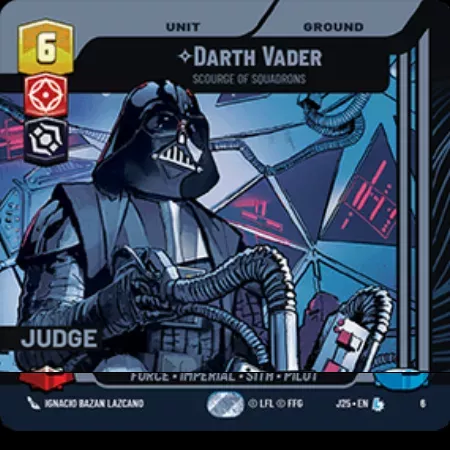 UNIT
GROUND
6
DARTH VADER
SCOURGE OF SQUADRONS
JUDGE
FORCE • IMPERIAL • SITH • PILOT
IGNACIO BAZAN LAZCANO
© LFL © FFG
J25 • EN
6